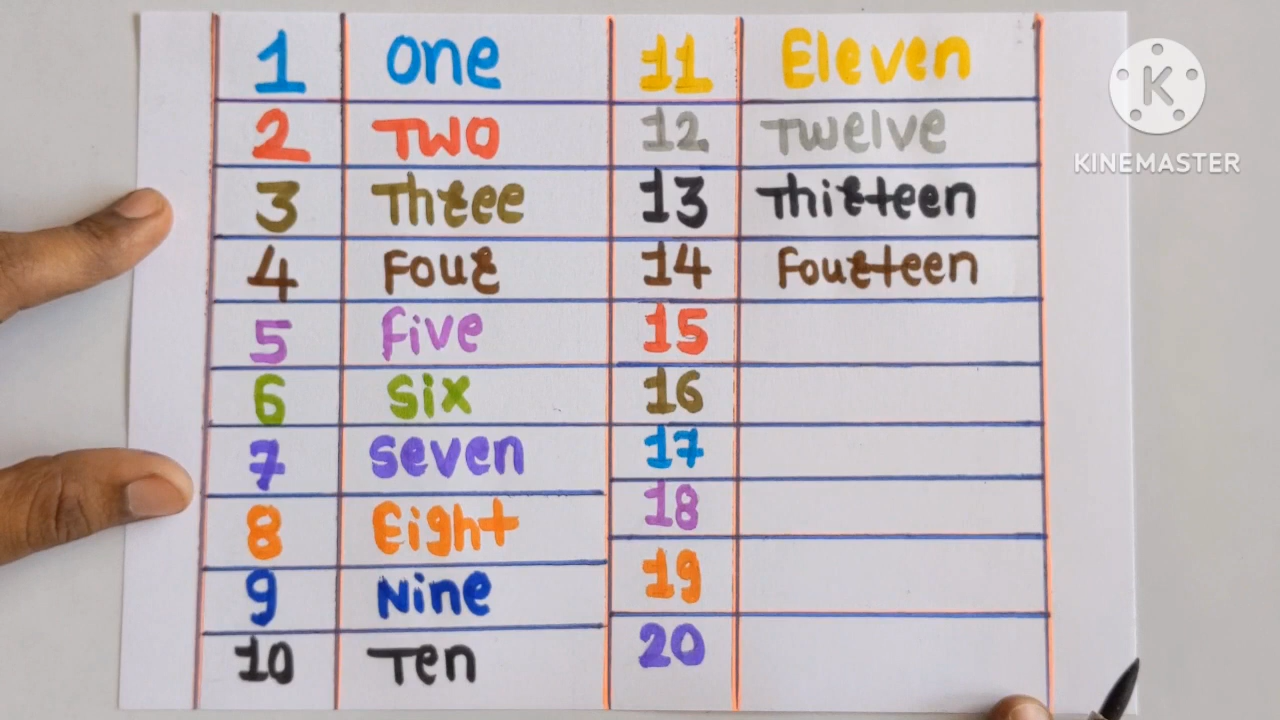 1 One 11 Eleven
2 TWO 12 Twelve
3 Three 13 Thirteen
4 Four 14 Fourteen
5 Five 15
6 Six 16
7 Seven 17
8 Eight 18
9 Nine 19
10 Ten 20
K
KINEMASTER